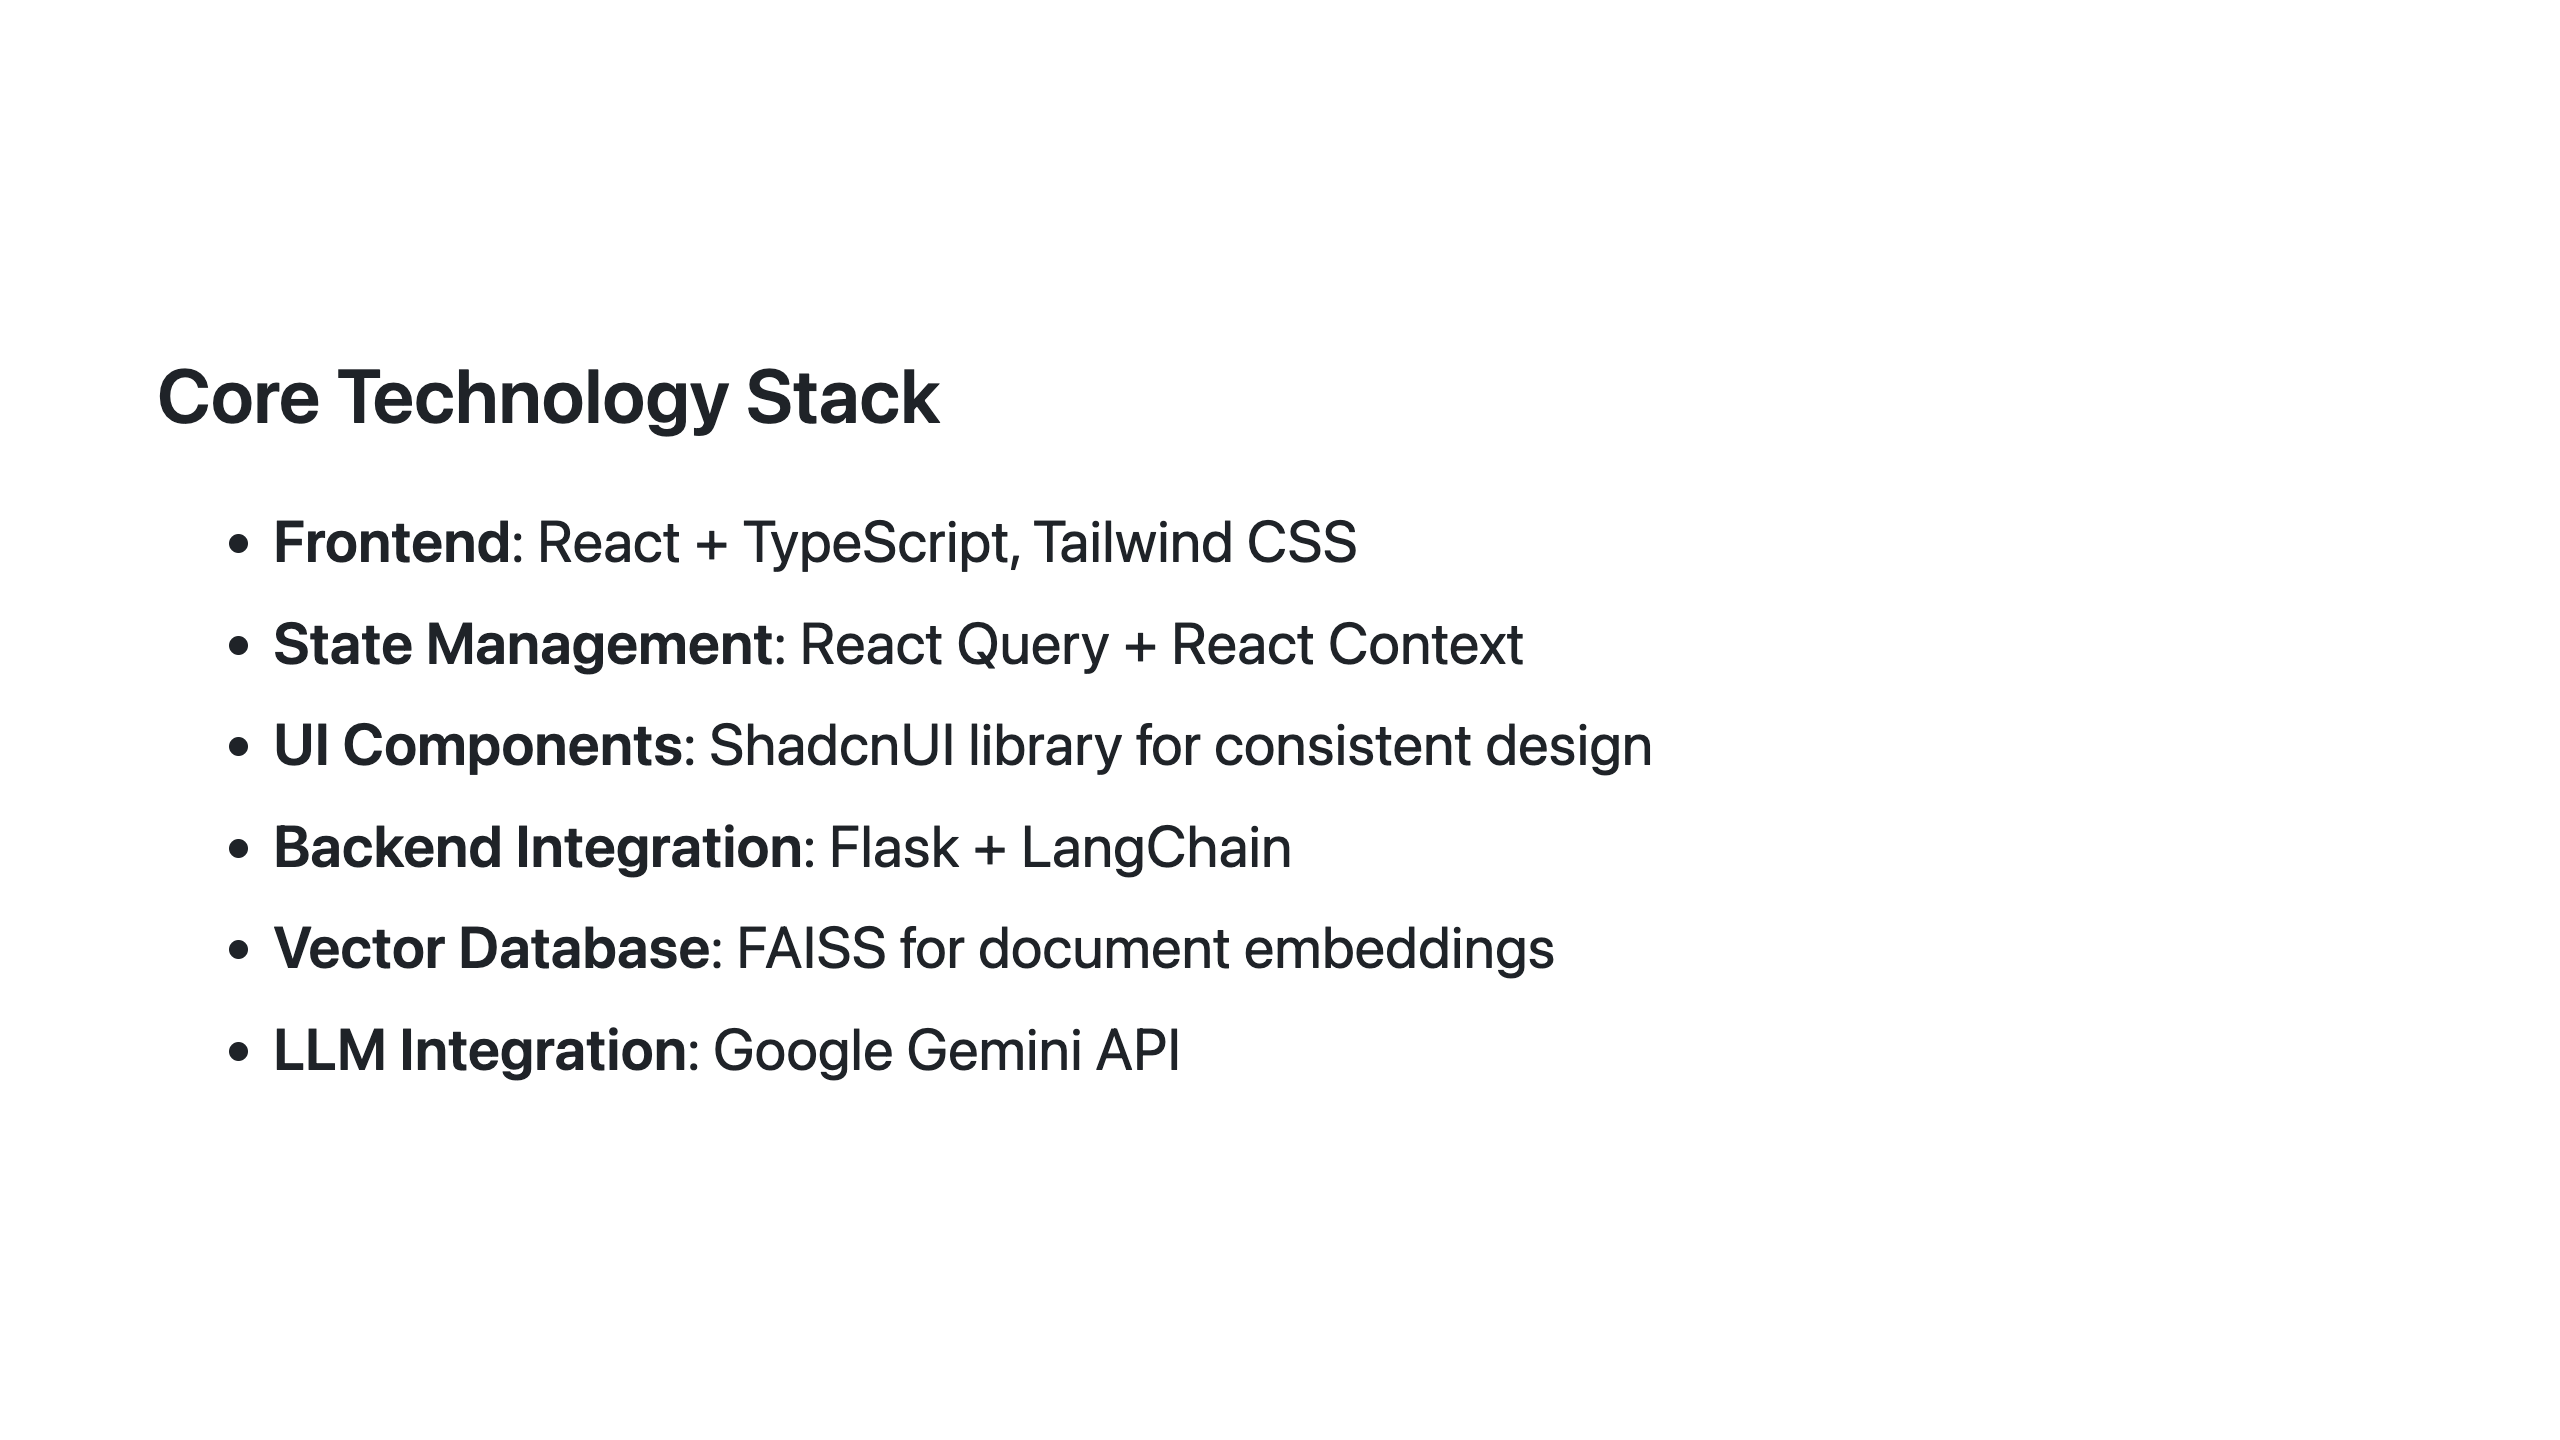 Core Technology Stack
• Frontend: React + TypeScript, Tailwind CSS
• State Management: React Query + React Context
• UI Components: ShadcnUI library for consistent design
• Backend Integration: Flask + LangChain
• Vector Database: FAISS for document embeddings
• LLM Integration: Google Gemini API